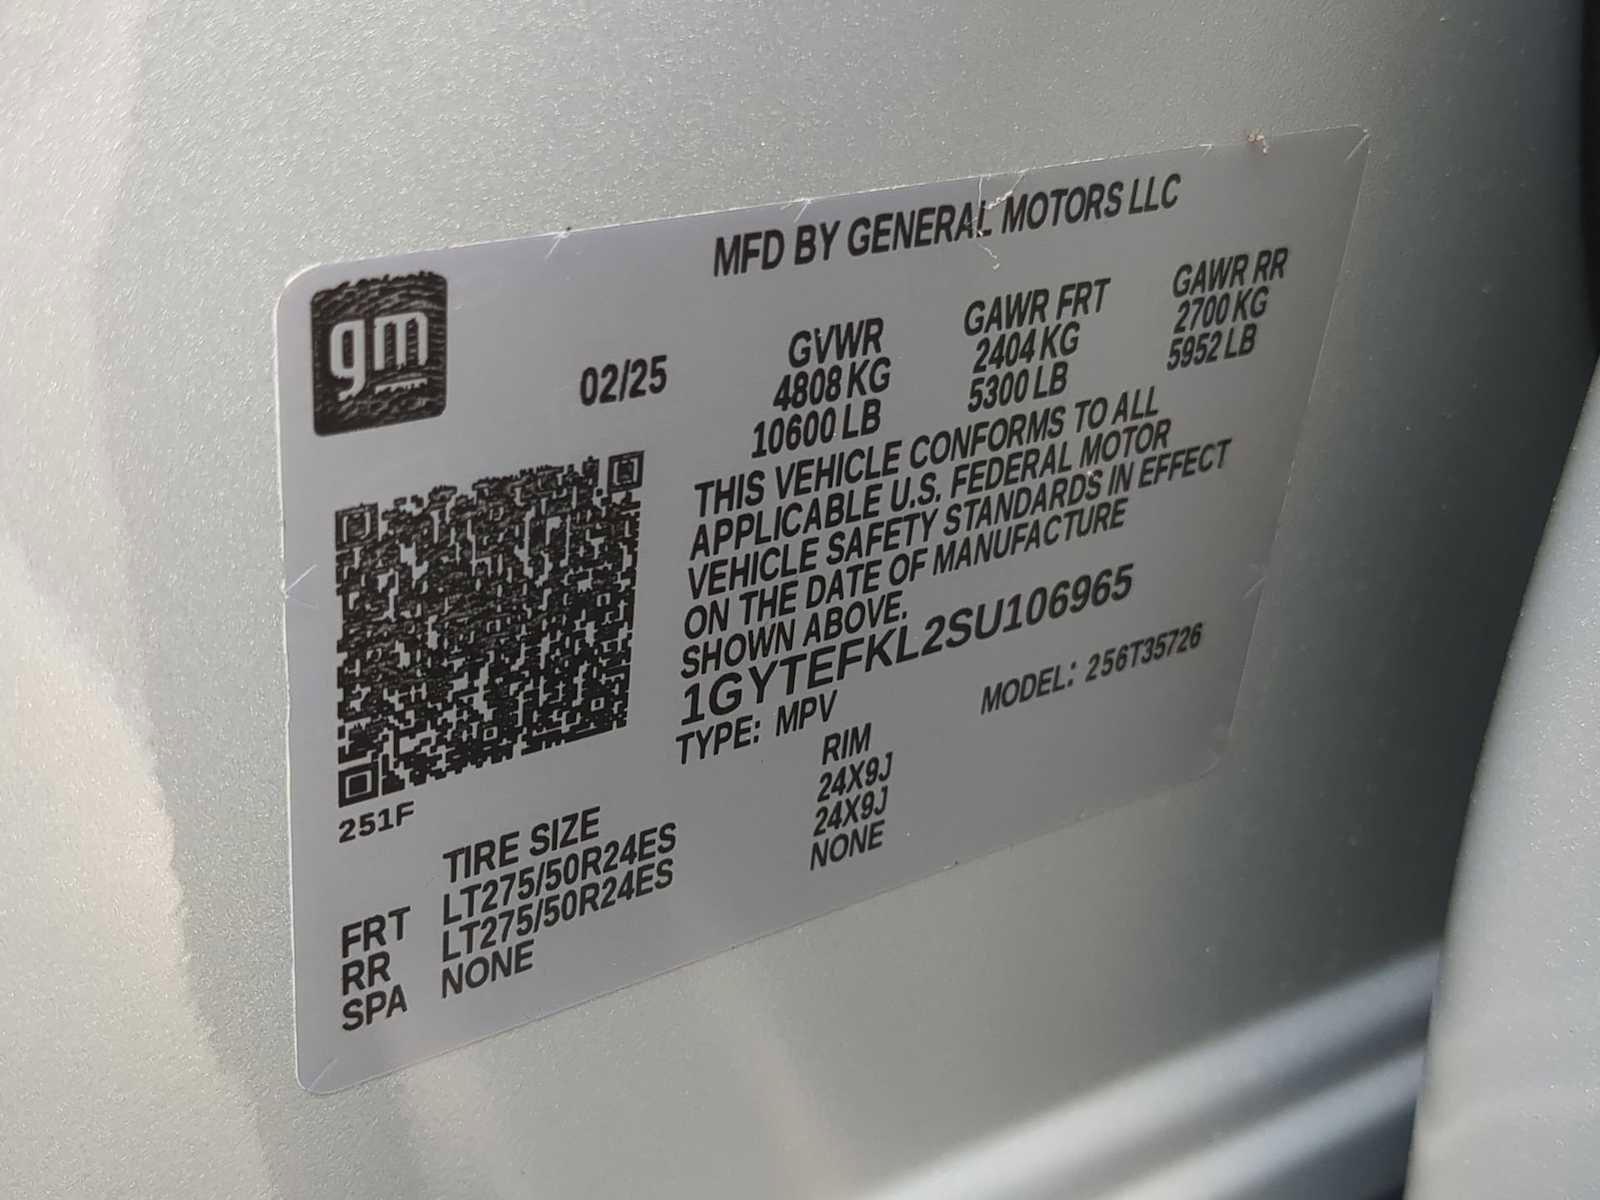 gm
MFD BY GENERAL MOTORS LLC
02/25
GVWR
4808 KG
10600 LB
GAWR FRT
2404 KG
5300 LB
GAWR RR
2700 KG
5952 LB
THIS VEHICLE CONFORMS TO ALL
APPLICABLE U.S. FEDERAL MOTOR
VEHICLE SAFETY STANDARDS IN EFFECT
ON THE DATE OF MANUFACTURE
SHOWN ABOVE.
1GYTEFKL2SU106965
TYPE: MPV
MODEL: 256T35726
251F
TIRE SIZE
RIM
FRT LT275/50R24ES 24X9J
RR LT275/50R24ES 24X9J
SPA NONE NONE